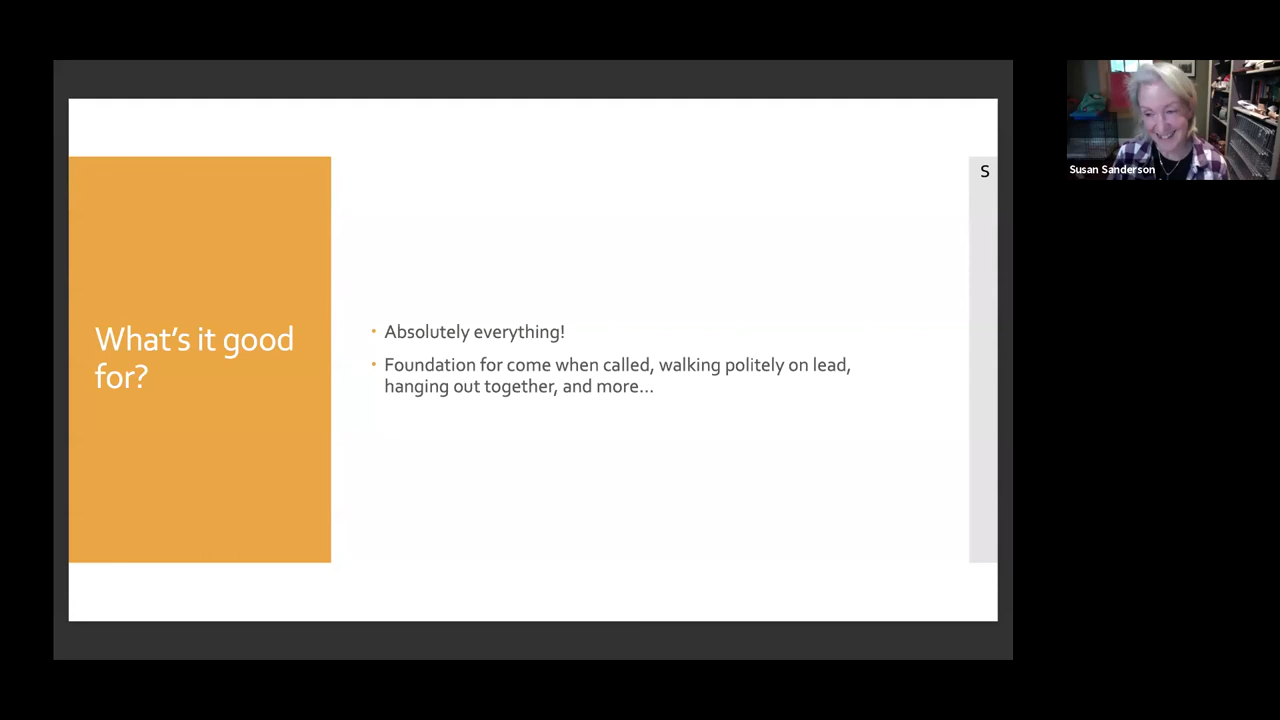 What's it good
for?
• Absolutely everything!
• Foundation for come when called, walking politely on lead,
hanging out together, and more...
S
Susan Sanderson